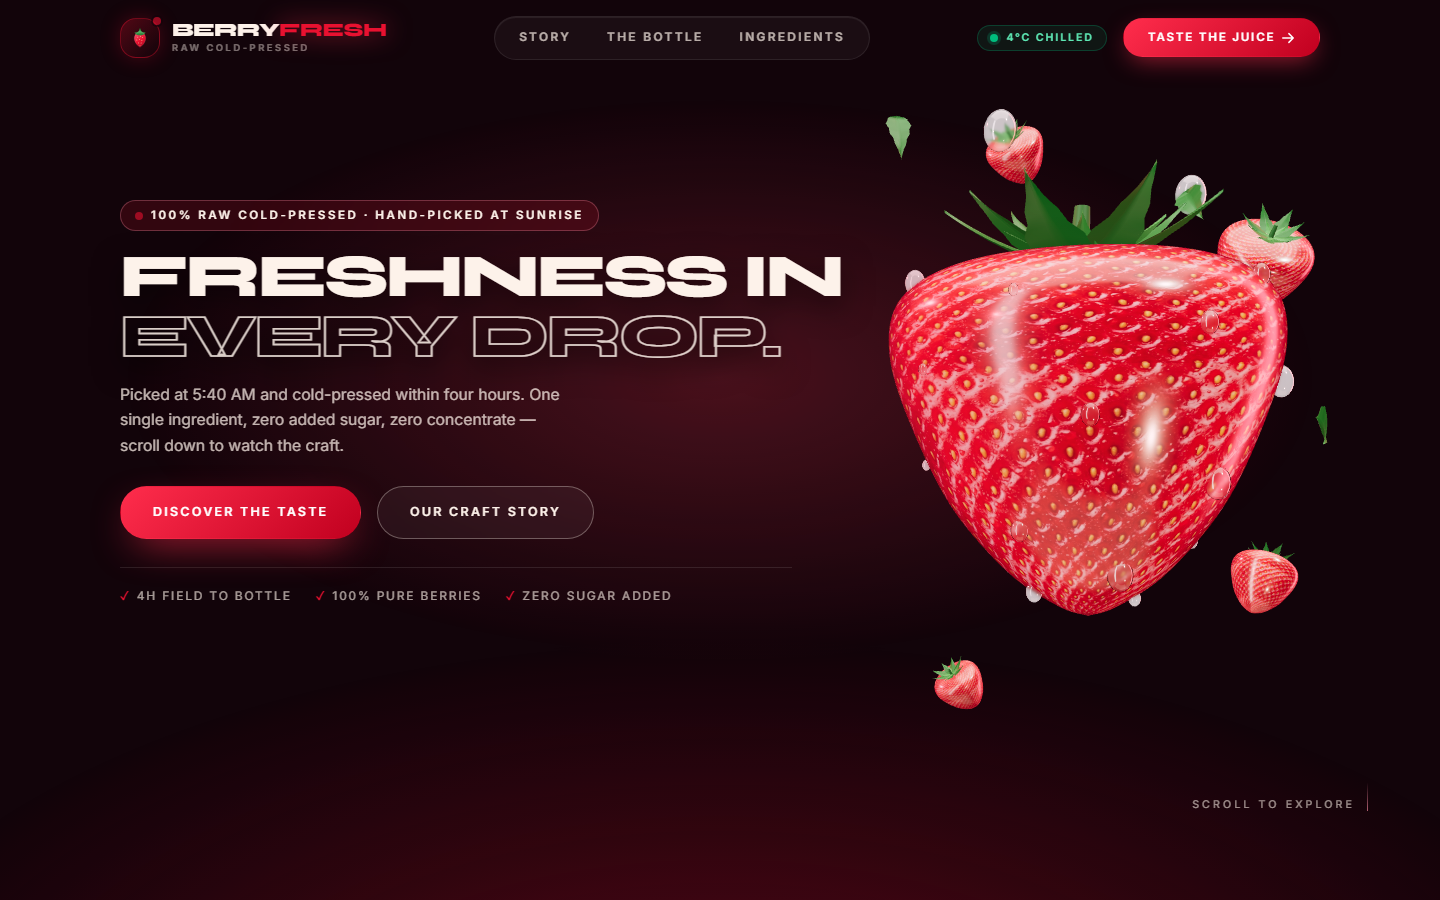 BERRYFRESH
RAW COLD-PRESSED
STORY
THE BOTTLE
INGREDIENTS
4°C CHILLED
TASTE THE JUICE →
100% RAW COLD-PRESSED · HAND-PICKED AT SUNRISE
FRESHNESS IN
EVERY DROP.
Picked at 5:40 AM and cold-pressed within four hours. One
single ingredient, zero added sugar, zero concentrate —
scroll down to watch the craft.
DISCOVER THE TASTE
OUR CRAFT STORY
✓ 4H FIELD TO BOTTLE
✓ 100% PURE BERRIES
✓ ZERO SUGAR ADDED
SCROLL TO EXPLORE